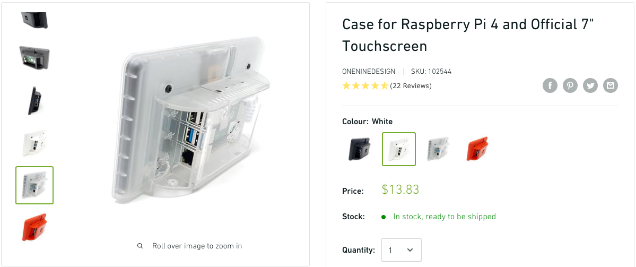 Case for Raspberry Pi 4 and Official 7"
Touchscreen
ONENINEDESIGN | SKU: 102544
(22 Reviews)
Colour: White
Price: $13.83
Stock: In stock, ready to be shipped
Quantity: 1
Roll over image to zoom in